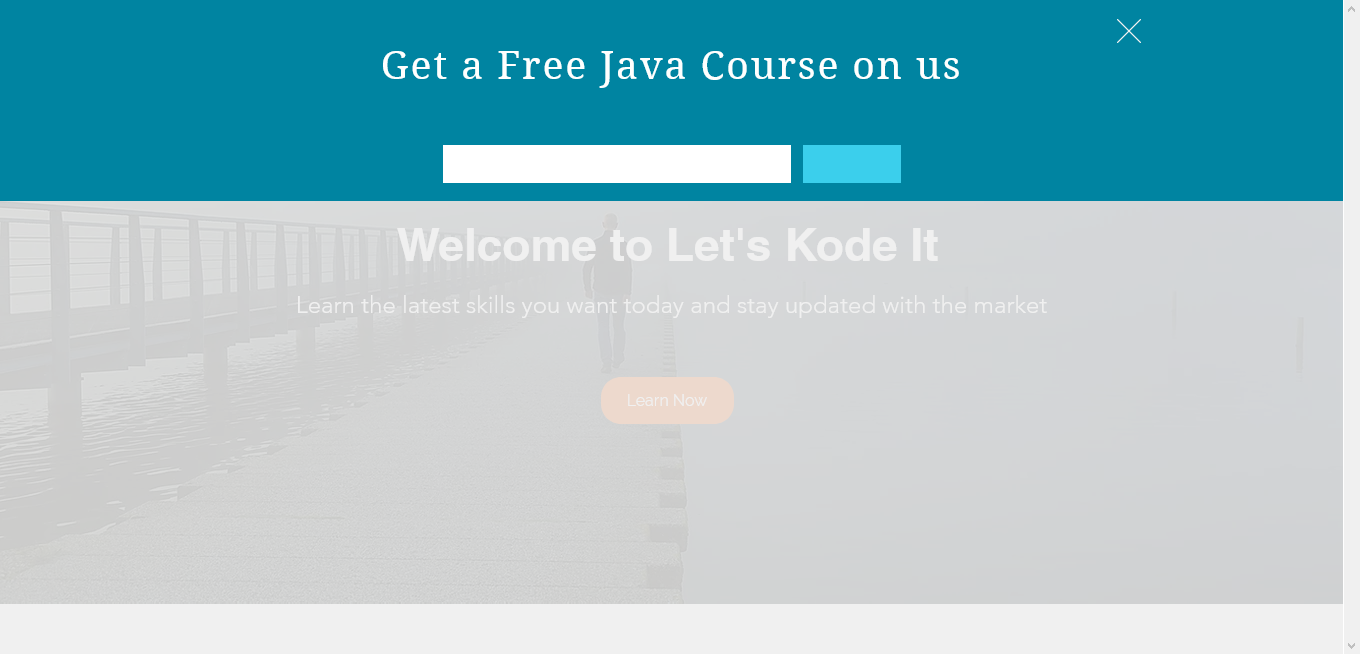 Get a Free Java Course on us
Welcome to Let's Kode It
Learn the latest skills you want today and stay updated with the market
Learn Now